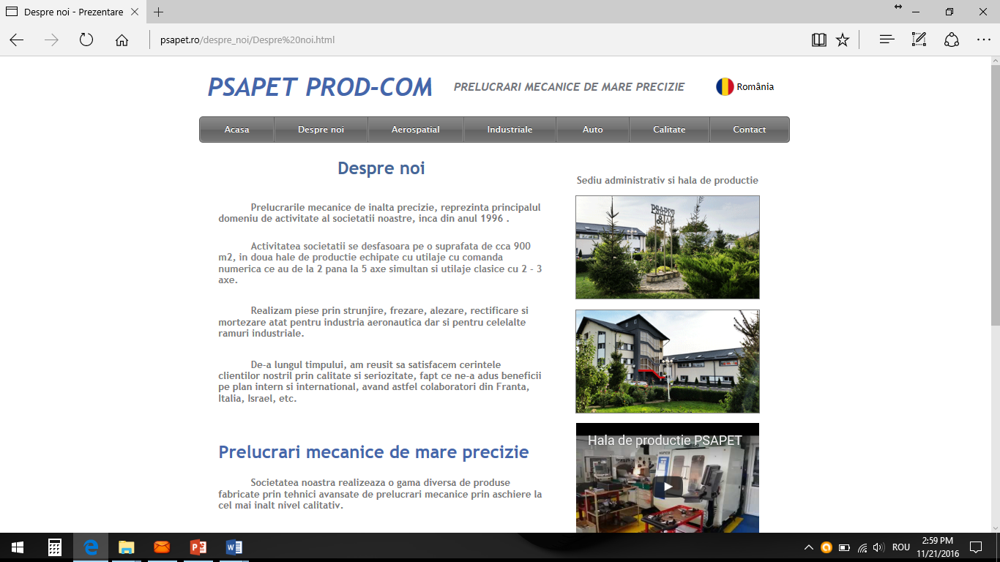 Despre noi - Prezentare
psapet.ro/despre_noi/Despre%20noi.html
PSAPET PROD-COM
PRELUCRARI MECANICE DE MARE PRECIZIE
România
Acasa
Despre noi
Aerospatial
Industriale
Auto
Calitate
Contact
Despre noi
Prelucrarile mecanice de inalta precizie, reprezinta principalul
domeniu de activitate al societatii noastre, inca din anul 1996 .
Activitatea societatii se desfasoara pe o suprafata de cca 900
m2, in doua hale de productie echipate cu utilaje cu comanda
numerica ce au de la 2 pana la 5 axe simultan si utilaje clasice cu 2 - 3
axe.
Realizam piese prin strunjire, frezare, alezare, rectificare si
mortezare atat pentru industria aeronautica dar si pentru celelalte
ramuri industriale.
De-a lungul timpului, am reusit sa satisfacem cerintele
clientilor nostril prin calitate si seriozitate, fapt ce ne-a adus beneficii
pe plan intern si international, avand astfel colaboratori din Franta,
Italia, Israel, etc.
Prelucrari mecanice de mare precizie
Societatea noastra realizeaza o gama diversa de produse
fabricate prin tehnici avansate de prelucrari mecanice prin aschiere la
cel mai inalt nivel calitativ.
Sediu administrativ si hala de productie
PSAPET
Hala de productie PSAPET
ROU
2:59 PM
11/21/2016